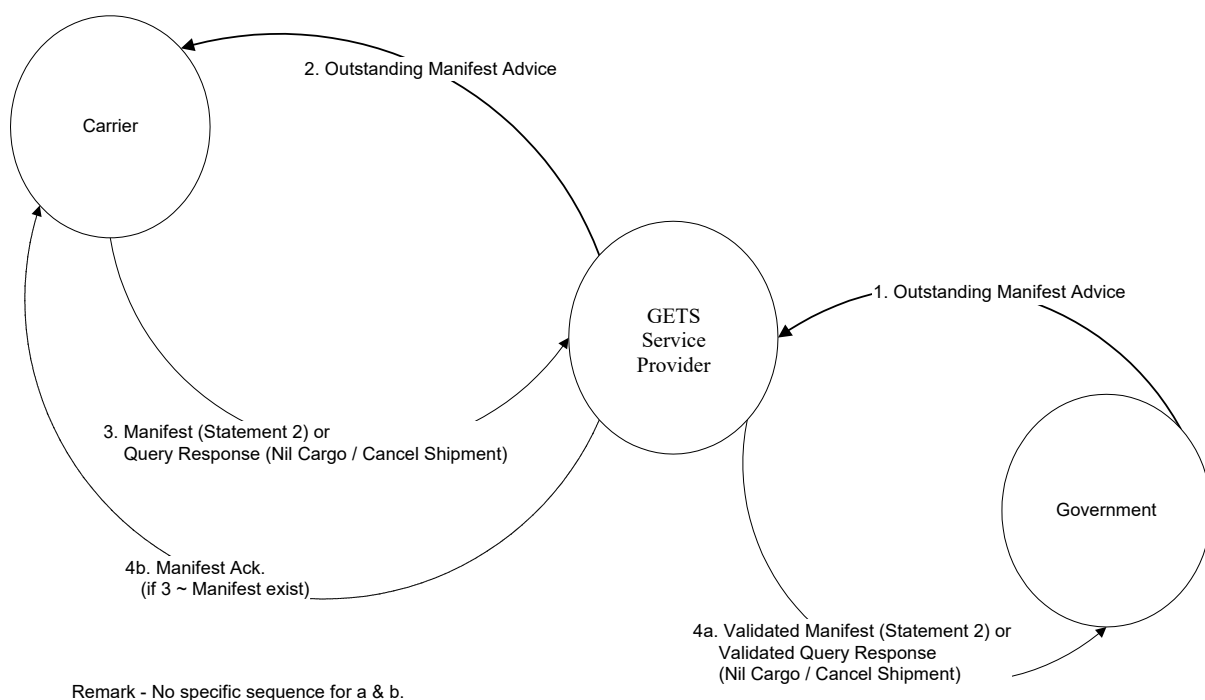 2. Outstanding Manifest Advice
Carrier
1. Outstanding Manifest Advice
GETS
Service
Provider
3. Manifest (Statement 2) or
Query Response (Nil Cargo / Cancel Shipment)
Government
4b. Manifest Ack.
(if 3 ~ Manifest exist)
4a. Validated Manifest (Statement 2) or
Validated Query Response
(Nil Cargo / Cancel Shipment)
Remark - No specific sequence for a & b.